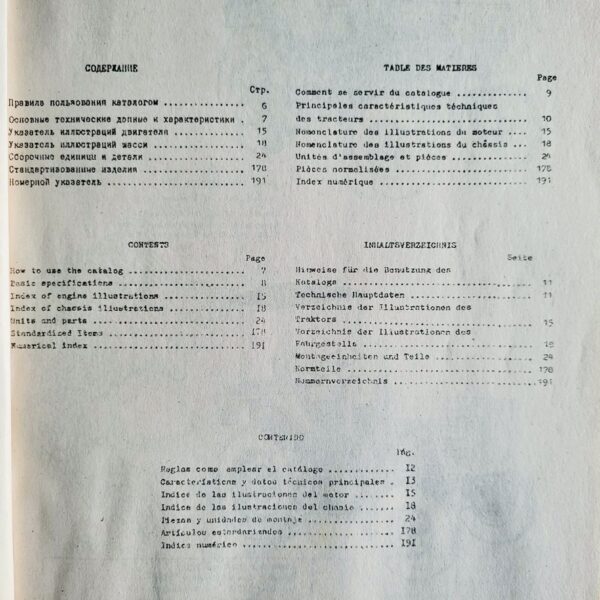 СОДЕРЖАНИЕ
Стр.
Правила пользования каталогом ............... 6
Основные технические данные и характеристики . 7
Указатель иллюстраций двигателя ............. 15
Указатель иллюстраций шасси ................. 18
Сборочные единицы и детали .................. 24
Стандартизованные изделия ................... 178
Номерной указатель .......................... 191
TABLE DES MATIERES
Page
Comment se servir du catalogue .. 9
Principales caractéristiques téchniques
des tracteurs ................... 10
Nomenclature des illustrations du moteur .... 15
Nomenclature des illustrations du châssis ... 18
Unités d'assemblage et pièces ... 24
Pièces normalisées .............. 178
Index numérique ................. 191
CONTENTS
Page
How to use the catalog .................. 7
Basic specifications .................... 8
Index of engine illustrations ........... 15
Index of chassis illustrations .......... 18
Units and parts ......................... 24
Standardized Items ...................... 178
Numerical index ......................... 191
INHALTSVERZEICHNIS
Seite
Hinweise für die Benutzung des
Katalogs ........................ 11
Technische Hauptdaten ........... 11
Verzeichnis der Illustrationen des
Traktors ........................ 15
Verzeichnis der Illustrationen des
Fahrgestells .................... 18
Montageeinheiten und Teile ...... 24
Normteile ....................... 178
Nummernverzeichnis .............. 191
CONTENIDO
Pág.
Reglas como emplear el catálogo ............ 12
Características y datos técnicos principales . 13
Indice de las ilustraciones del motor ...... 15
Indice de las ilustraciones del chasis ..... 18
Piezas y unidades de montaje ............... 24
Artículos estandarizados ................... 178
Indice numérico ............................ 191